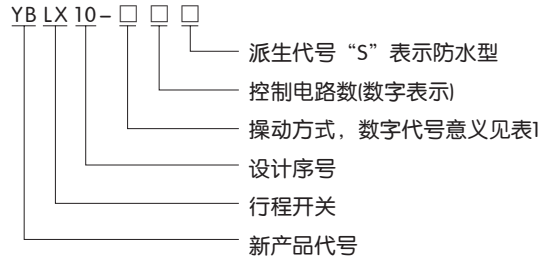 YB LX 10-□ □ □
派生代号“S”表示防水型
控制电路数(数字表示)
操动方式，数字代号意义见表1
设计序号
行程开关
新产品代号